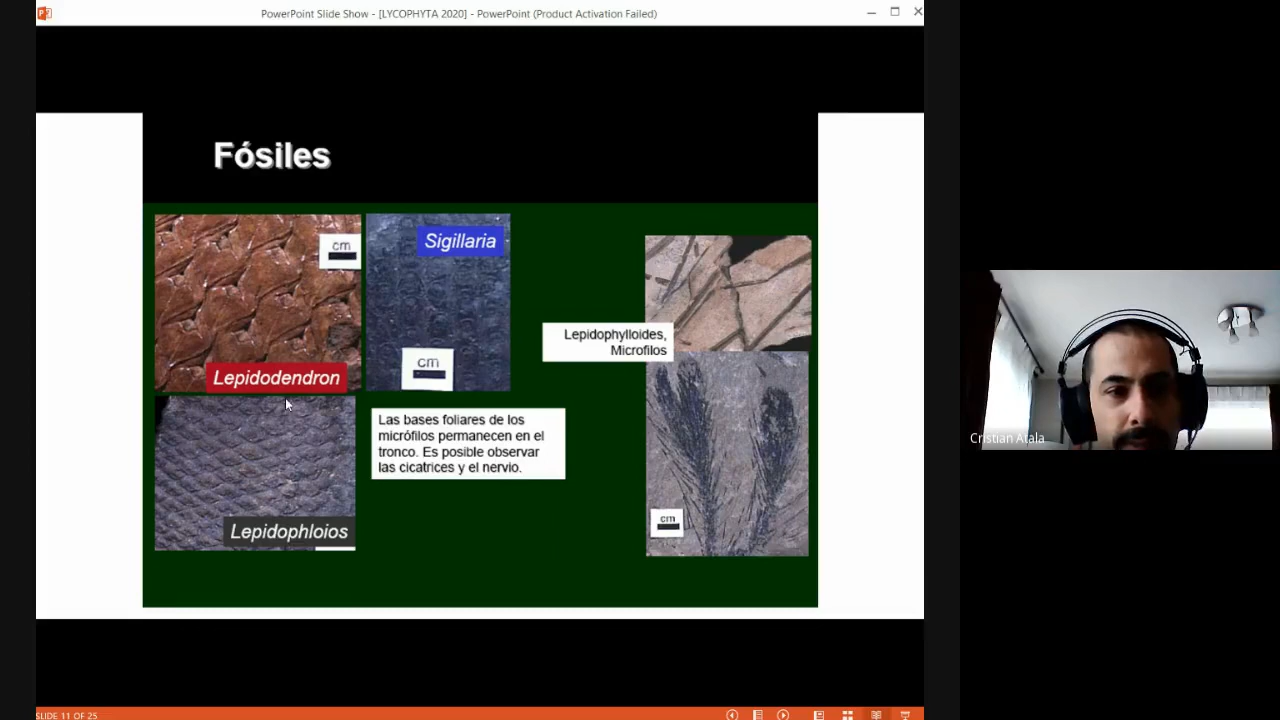 PowerPoint Slide Show - [LYCOPHYTA 2020] - PowerPoint (Product Activation Failed)
Fósiles
cm
Sigillaria
Lepidophylloides,
Microfilos
cm
Lepidodendron
Las bases foliares de los
micrófilos permanecen en el
tronco. Es posible observar
las cicatrices y el nervio.
Lepidophloios
cm
Cristian Atala
SLIDE 11 OF 25